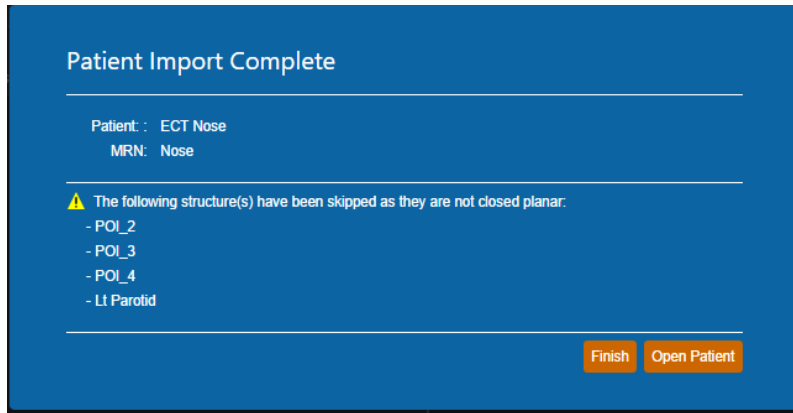 Patient Import Complete
Patient: : ECT Nose
MRN: Nose
The following structure(s) have been skipped as they are not closed planar:
- POI_2
- POI_3
- POI_4
- Lt Parotid
Finish Open Patient